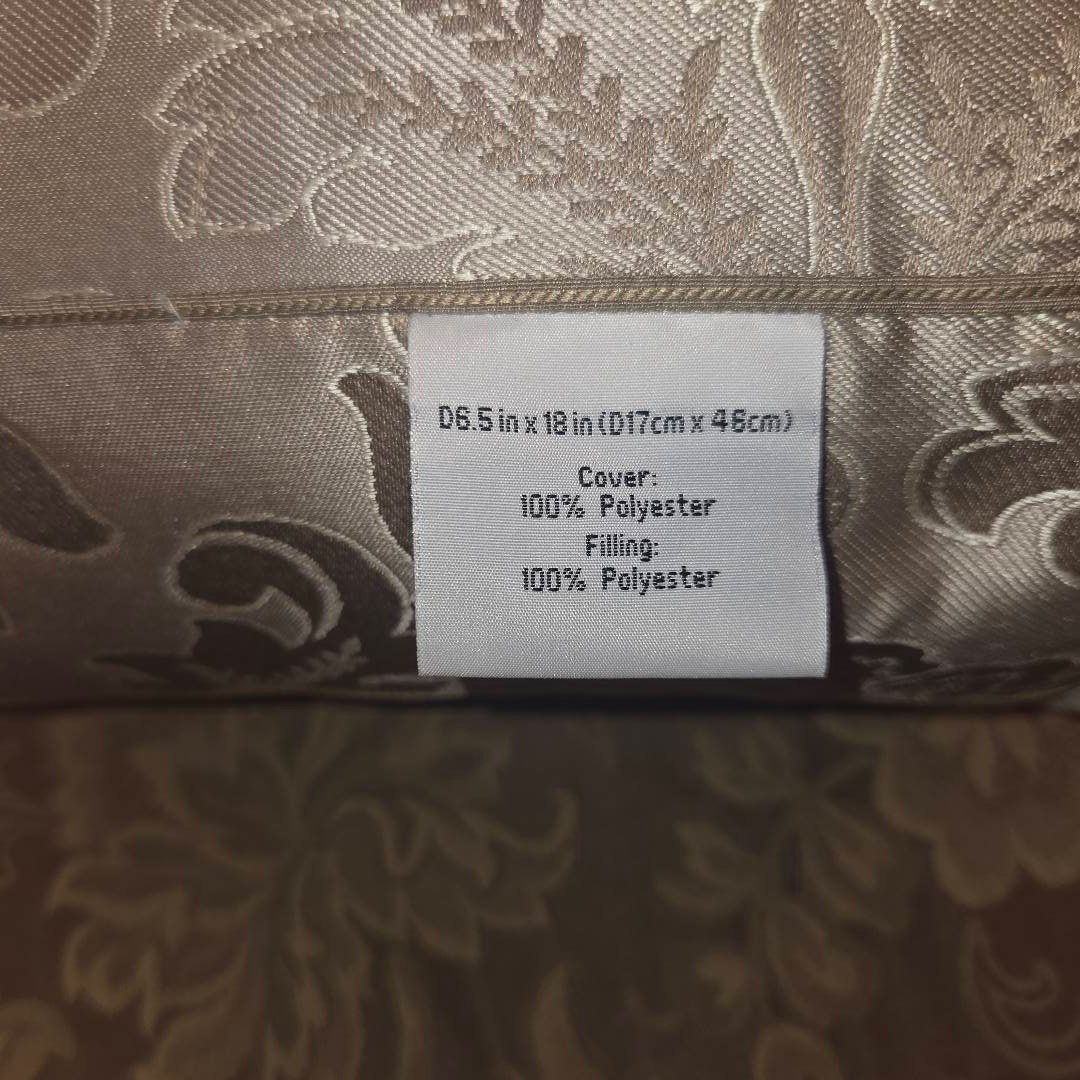 D6.5 in x 18 in (D17cm x 46cm)
Cover:
100% Polyester
Filling:
100% Polyester